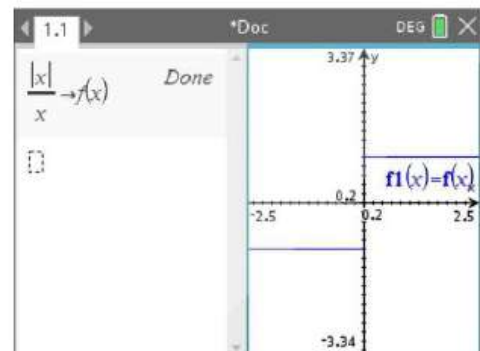 1.1 *Doc DEG
|x|/x→f(x) Done
3.37 y
f1(x)=f(x)
0.2 x
-2.5 0.2 2.5
-3.34